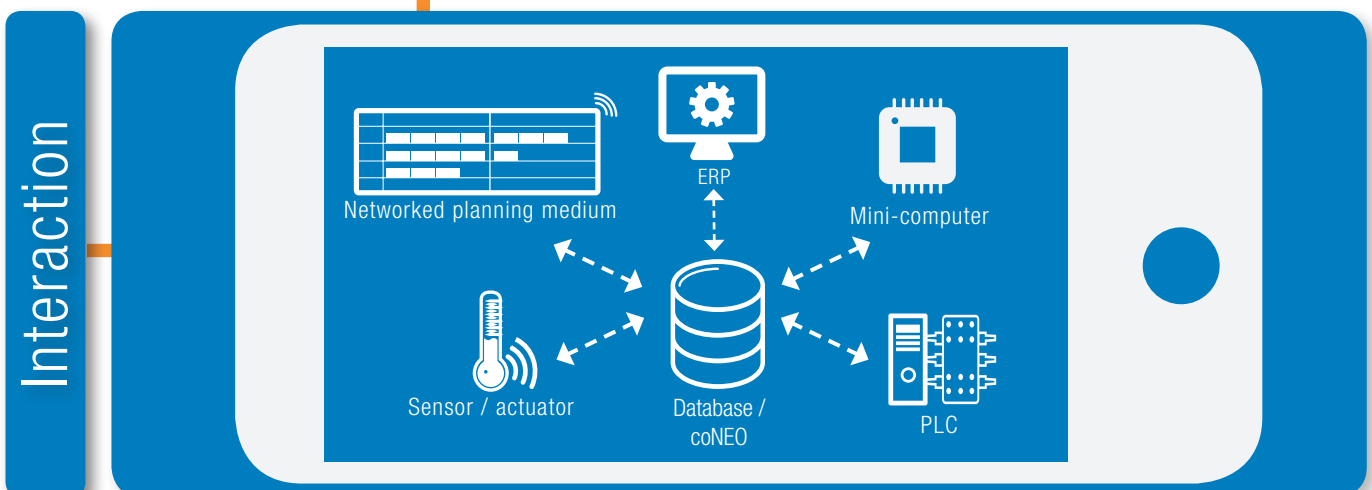 Interaction
ERP
Networked planning medium
Mini-computer
Sensor / actuator
Database /
coNEO
PLC